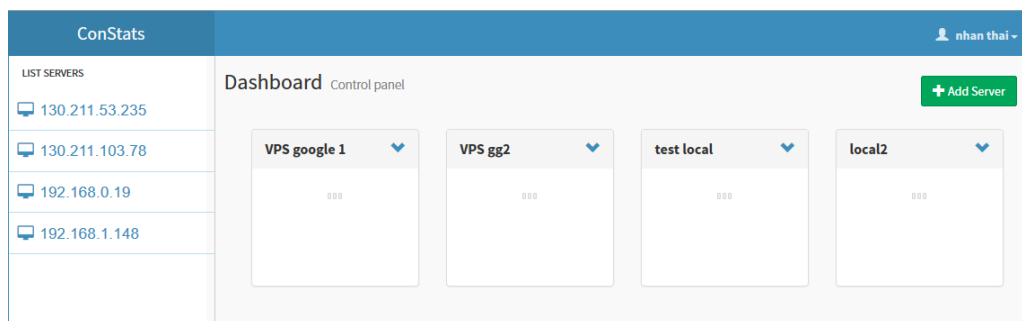 ConStats
nhan thai
LIST SERVERS
130.211.53.235
130.211.103.78
192.168.0.19
192.168.1.148
Dashboard Control panel
Add Server
VPS google 1
VPS gg2
test local
local2